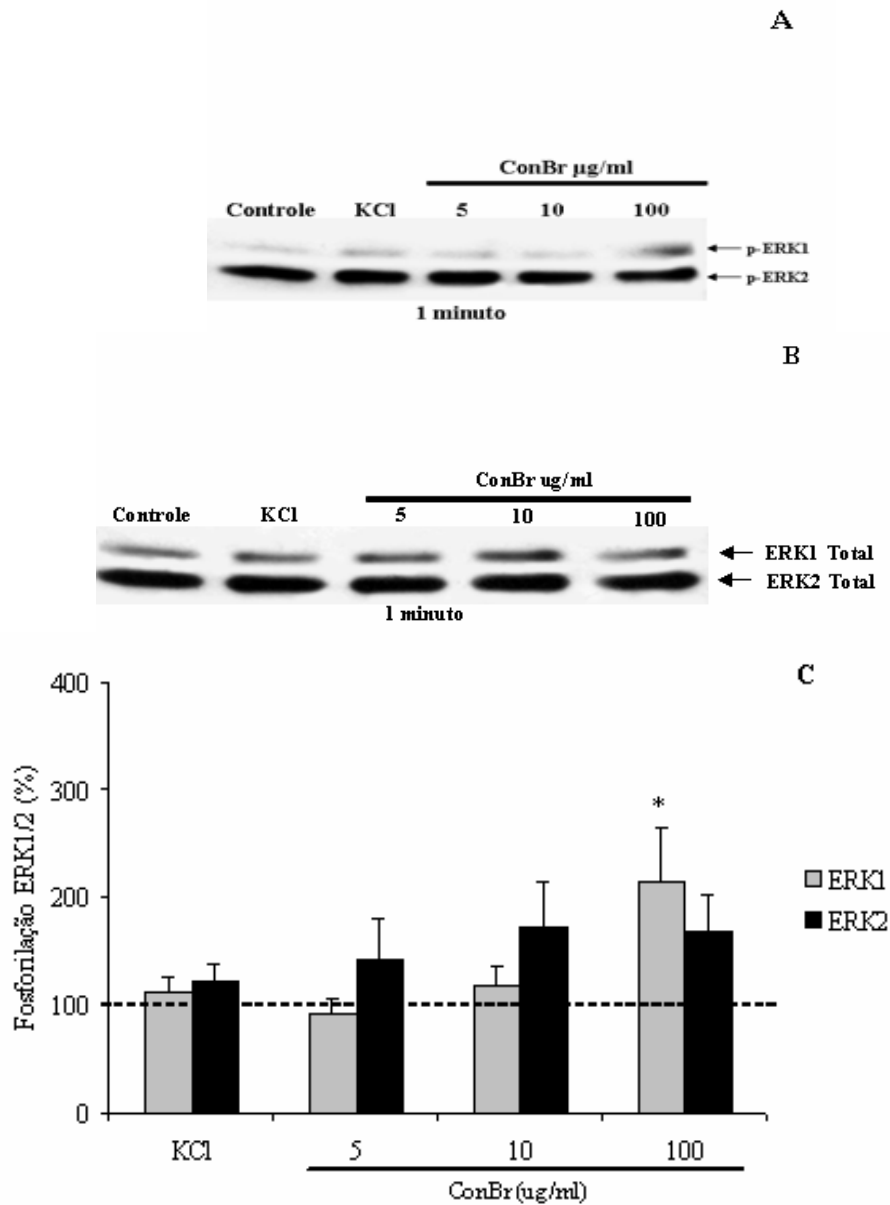 A
ConBr µg/ml
Controle KCl 5 10 100
p-ERK1
p-ERK2
1 minuto
B
ConBr ug/ml
Controle KCl 5 10 100
ERK1 Total
ERK2 Total
1 minuto
C
Fosforilação ERK1/2 (%)
400
300
200
100
0
*
ERK1
ERK2
KCl 5 10 100
ConBr(ug/ml)